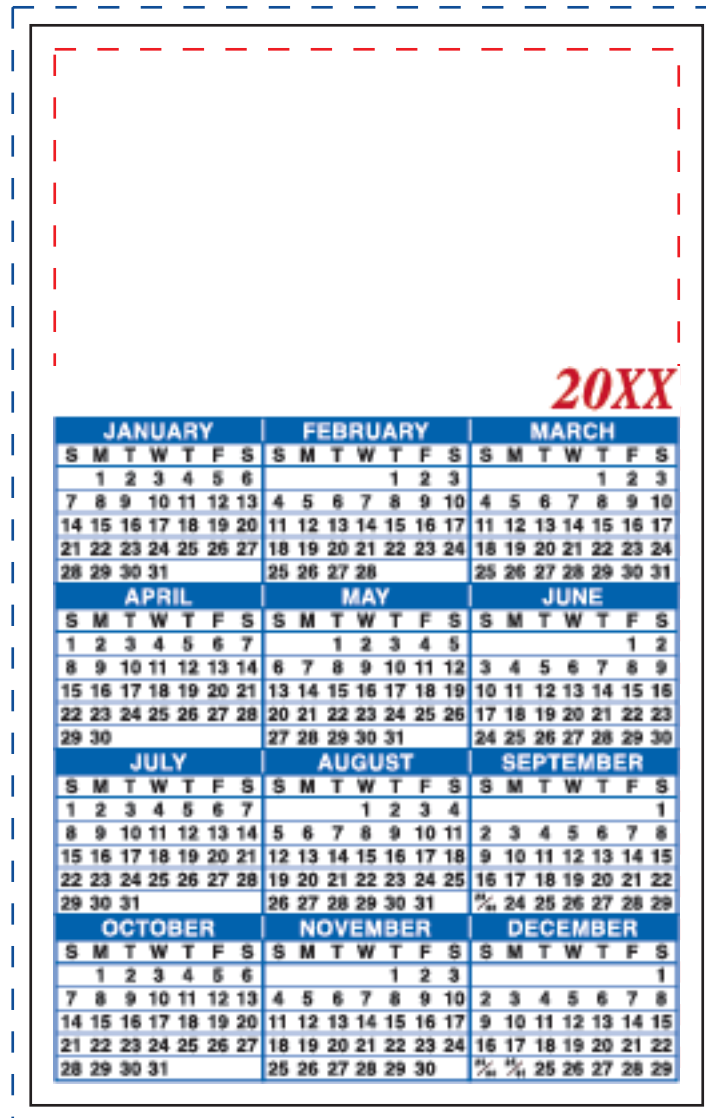 20XX
JANUARY FEBRUARY MARCH
S M T W T F S S M T W T F S S M T W T F S
1 2 3 4 5 6 1 2 3 1 2 3
7 8 9 10 11 12 13 4 5 6 7 8 9 10 4 5 6 7 8 9 10
14 15 16 17 18 19 20 11 12 13 14 15 16 17 11 12 13 14 15 16 17
21 22 23 24 25 26 27 18 19 20 21 22 23 24 18 19 20 21 22 23 24
28 29 30 31 25 26 27 28 25 26 27 28 29 30 31
APRIL MAY JUNE
S M T W T F S S M T W T F S S M T W T F S
1 2 3 4 5 6 7 1 2 3 4 5 1 2
8 9 10 11 12 13 14 6 7 8 9 10 11 12 3 4 5 6 7 8 9
15 16 17 18 19 20 21 13 14 15 16 17 18 19 10 11 12 13 14 15 16
22 23 24 25 26 27 28 20 21 22 23 24 25 26 17 18 19 20 21 22 23
29 30 27 28 29 30 31 24 25 26 27 28 29 30
JULY AUGUST SEPTEMBER
S M T W T F S S M T W T F S S M T W T F S
1 2 3 4 5 6 7 1 2 3 4 1
8 9 10 11 12 13 14 5 6 7 8 9 10 11 2 3 4 5 6 7 8
15 16 17 18 19 20 21 12 13 14 15 16 17 18 9 10 11 12 13 14 15
22 23 24 25 26 27 28 19 20 21 22 23 24 25 16 17 18 19 20 21 22
29 30 31 26 27 28 29 30 31 24 25 26 27 28 29
OCTOBER NOVEMBER DECEMBER
S M T W T F S S M T W T F S S M T W T F S
1 2 3 4 5 6 1 2 3 1
7 8 9 10 11 12 13 4 5 6 7 8 9 10 2 3 4 5 6 7 8
14 15 16 17 18 19 20 11 12 13 14 15 16 17 9 10 11 12 13 14 15
21 22 23 24 25 26 27 18 19 20 21 22 23 24 16 17 18 19 20 21 22
28 29 30 31 25 26 27 28 29 30 25 26 27 28 29